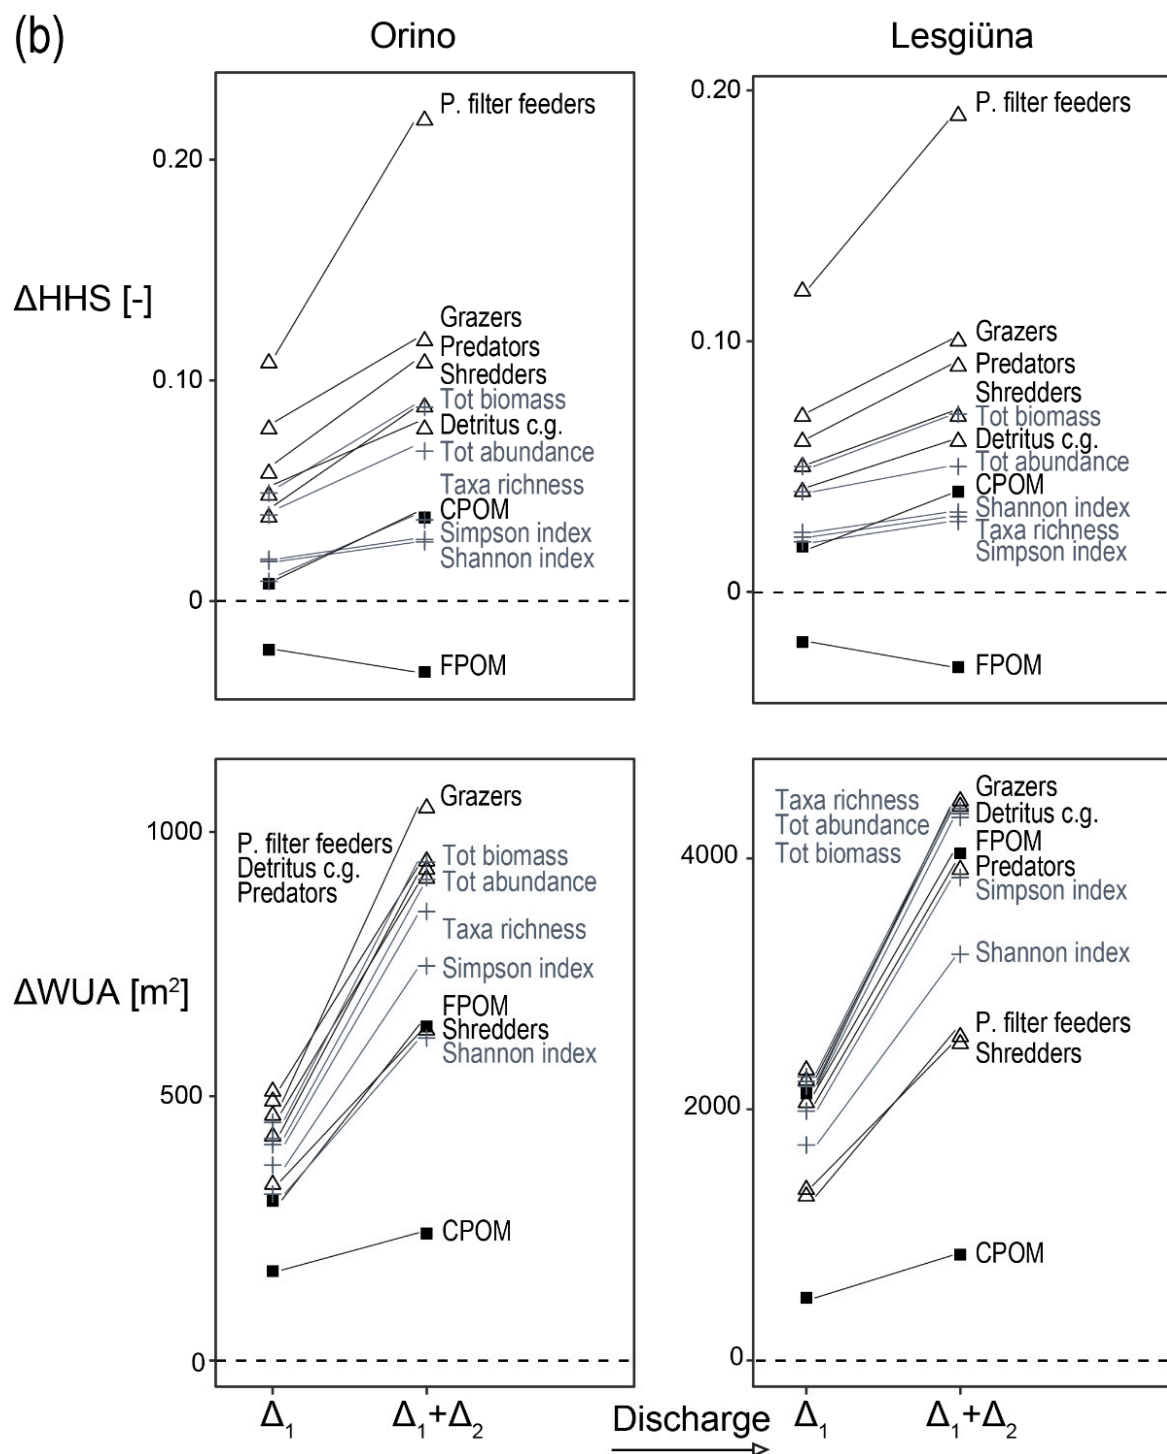 (b)
Orino
Lesgiüna
ΔHHS [-]
0.20
0.10
0
P. filter feeders
Grazers
Predators
Shredders
Tot biomass
Detritus c.g.
Tot abundance
Taxa richness
CPOM
Simpson index
Shannon index
FPOM
0.20
0.10
0
P. filter feeders
Grazers
Predators
Shredders
Tot biomass
Detritus c.g.
Tot abundance
CPOM
Shannon index
Taxa richness
Simpson index
FPOM
ΔWUA [m²]
1000
500
0
P. filter feeders
Detritus c.g.
Predators
Grazers
Tot biomass
Tot abundance
Taxa richness
Simpson index
FPOM
Shredders
Shannon index
CPOM
4000
2000
0
Taxa richness
Tot abundance
Tot biomass
Grazers
Detritus c.g.
FPOM
Predators
Simpson index
Shannon index
P. filter feeders
Shredders
CPOM
Δ₁
Δ₁+Δ₂
Discharge
Δ₁
Δ₁+Δ₂